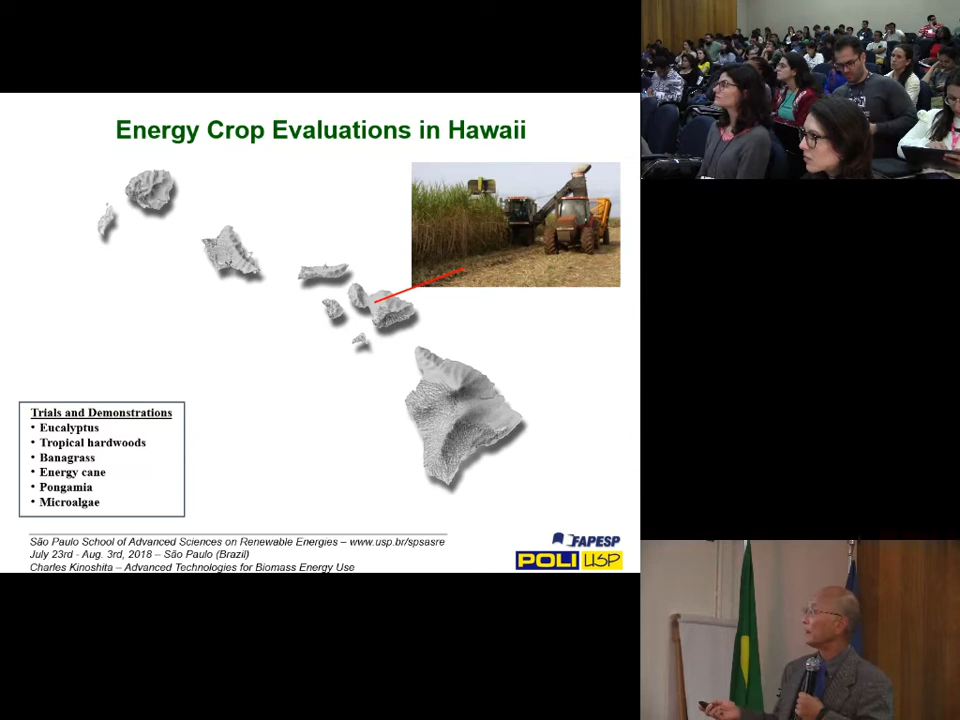 Energy Crop Evaluations in Hawaii
Trials and Demonstrations
• Eucalyptus
• Tropical hardwoods
• Banagrass
• Energy cane
• Pongamia
• Microalgae
São Paulo School of Advanced Sciences on Renewable Energies – www.usp.br/spsasre
July 23rd - Aug. 3rd, 2018 – São Paulo (Brazil)
Charles Kinoshita – Advanced Technologies for Biomass Energy Use
FAPESP
POLI USP